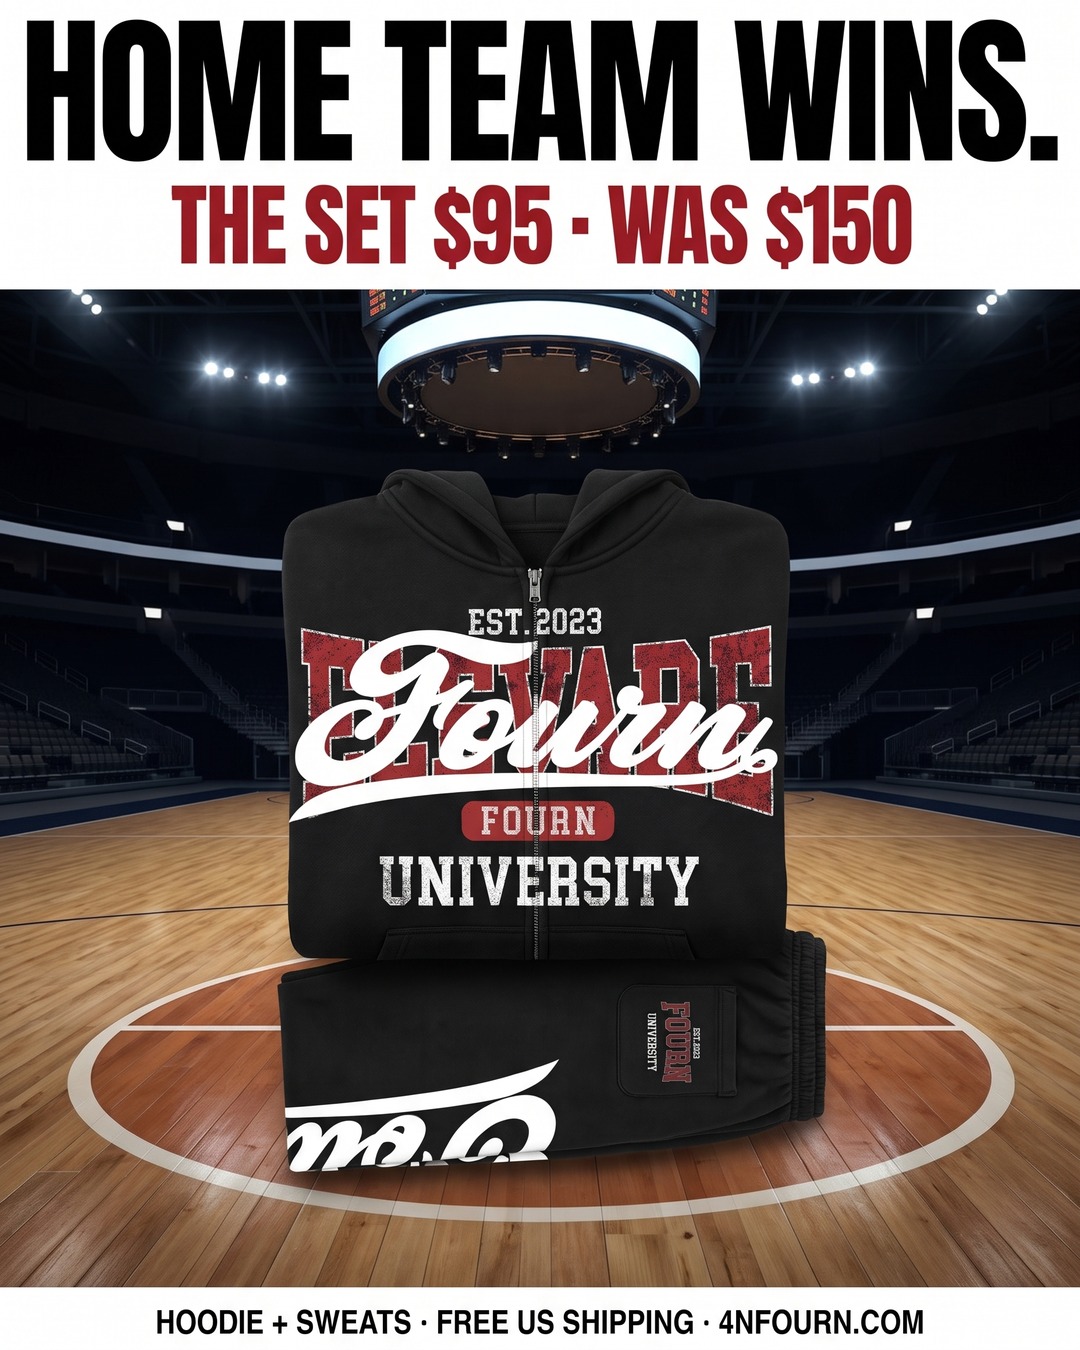 HOME TEAM WINS.
THE SET $95 · WAS $150
EST. 2023
ELEVARE
Fourn
FOURN
UNIVERSITY
EST.2023
FOURN
UNIVERSITY
HOODIE + SWEATS · FREE US SHIPPING · 4NFOURN.COM